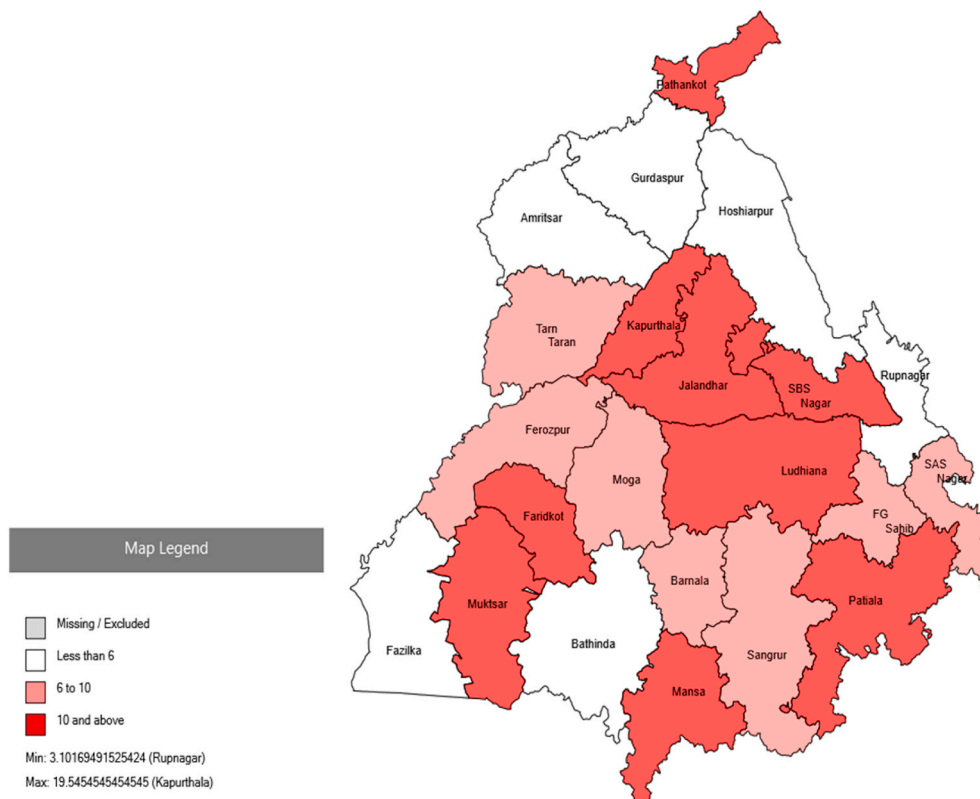 Pathankot
Gurdaspur
Amritsar
Hoshiarpur
Tarn
Taran
Kapurthala
Jalandhar
SBS
Nagar
Rupnagar
Ferozpur
Moga
Ludhiana
SAS
Nagar
Faridkot
FG
Sahib
Map Legend
Muktsar
Barnala
Patiala
Fazilka
Bathinda
Sangrur
Mansa
Missing / Excluded
Less than 6
6 to 10
10 and above
Min: 3.10169491525424 (Rupnagar)
Max: 19.5454545454545 (Kapurthala)